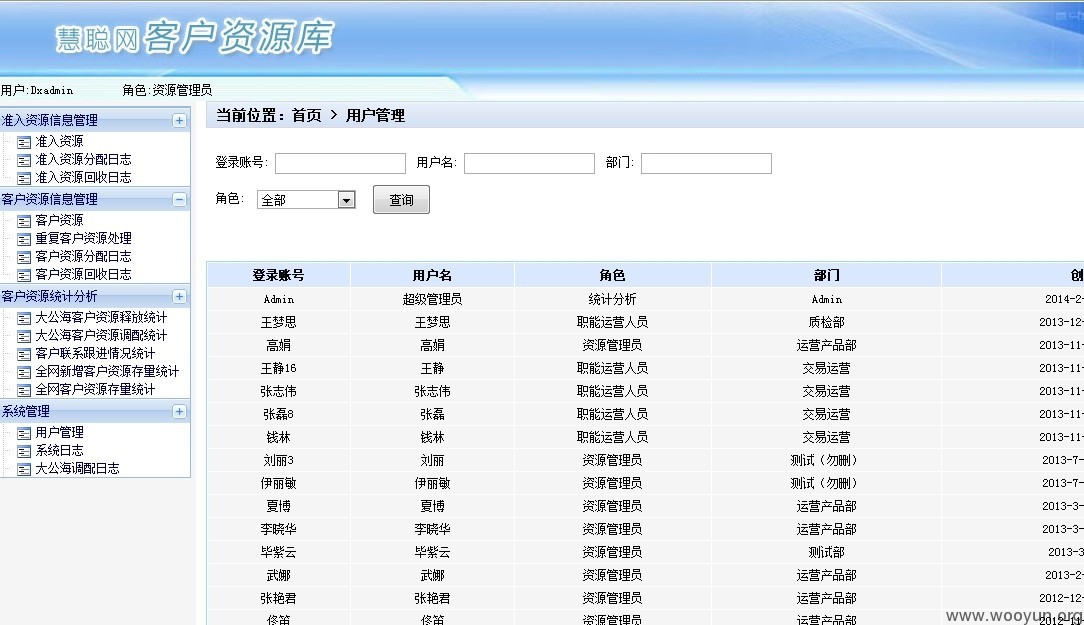 慧聪网客户资源库
用户:Dxadmin 角色:资源管理员
准入资源信息管理
准入资源
准入资源分配日志
准入资源回收日志
客户资源信息管理
客户资源
重复客户资源处理
客户资源分配日志
客户资源回收日志
客户资源统计分析
大公海客户资源释放统计
大公海客户资源调配统计
客户联系跟进情况统计
全网新增客户资源存量统计
全网客户资源存量统计
系统管理
用户管理
系统日志
大公海调配日志
当前位置：首页 > 用户管理
登录账号: 用户名: 部门:
角色: 全部 查询
登录账号 用户名 角色 部门 创
Admin 超级管理员 统计分析 Admin 2014-2-
王梦思 王梦思 职能运营人员 质检部 2013-12-
高娟 高娟 资源管理员 运营产品部 2013-11-
王静16 王静 职能运营人员 交易运营 2013-11-
张志伟 张志伟 职能运营人员 交易运营 2013-11-
张磊8 张磊 职能运营人员 交易运营 2013-11-
钱林 钱林 职能运营人员 交易运营 2013-11-
刘丽3 刘丽 资源管理员 测试（勿删） 2013-7-
伊丽敏 伊丽敏 资源管理员 测试（勿删） 2013-7-
夏博 夏博 资源管理员 运营产品部 2013-3-
李晓华 李晓华 资源管理员 运营产品部 2013-3-
毕紫云 毕紫云 资源管理员 测试部 2013-3
武娜 武娜 资源管理员 运营产品部 2013-2-
张艳君 张艳君 资源管理员 运营产品部 2012-12-
佟笛 佟笛 资源管理员 运营产品部 2012-11-
www.wooyun.org